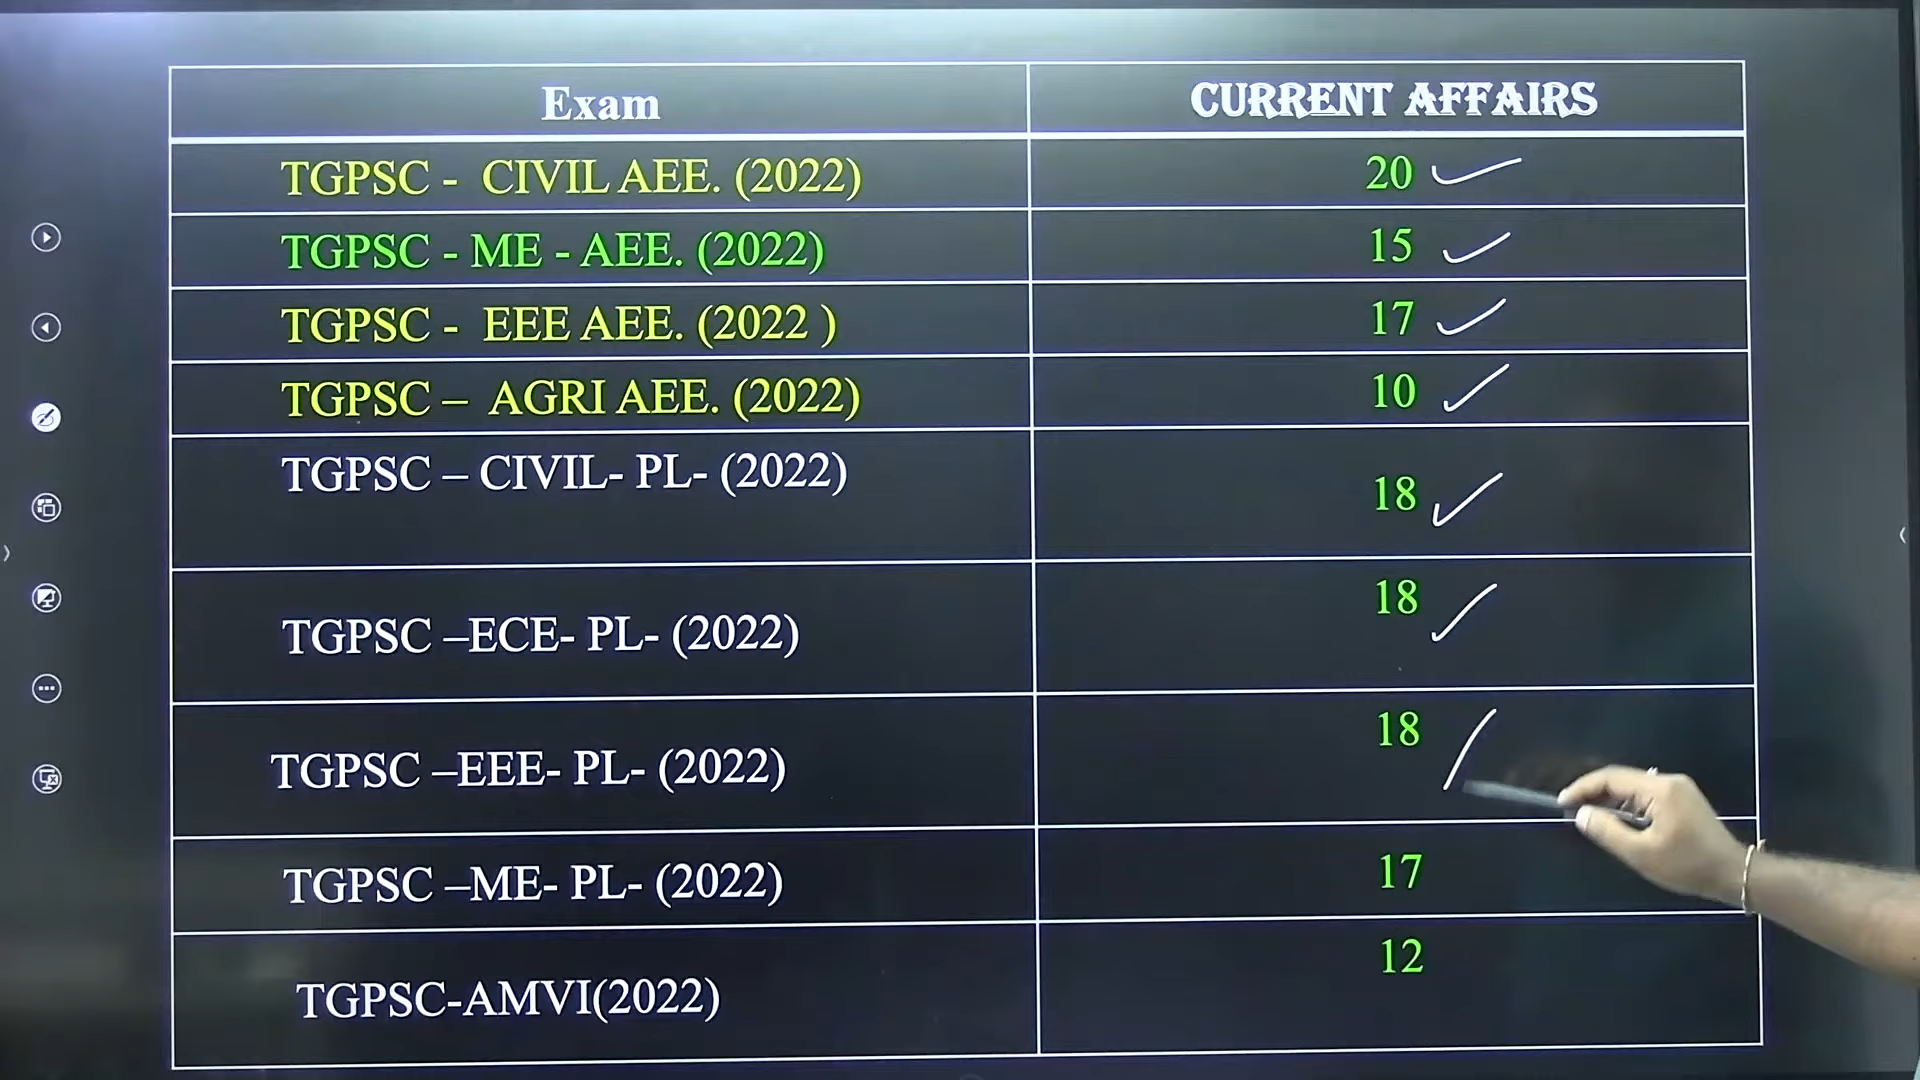 Exam CURRENT AFFAIRS
TGPSC - CIVIL AEE. (2022) 20
TGPSC - ME - AEE. (2022) 15
TGPSC - EEE AEE. (2022 ) 17
TGPSC – AGRI AEE. (2022) 10
TGPSC – CIVIL- PL- (2022) 18
TGPSC –ECE- PL- (2022) 18
TGPSC –EEE- PL- (2022) 18
TGPSC –ME- PL- (2022) 17
TGPSC-AMVI(2022) 12